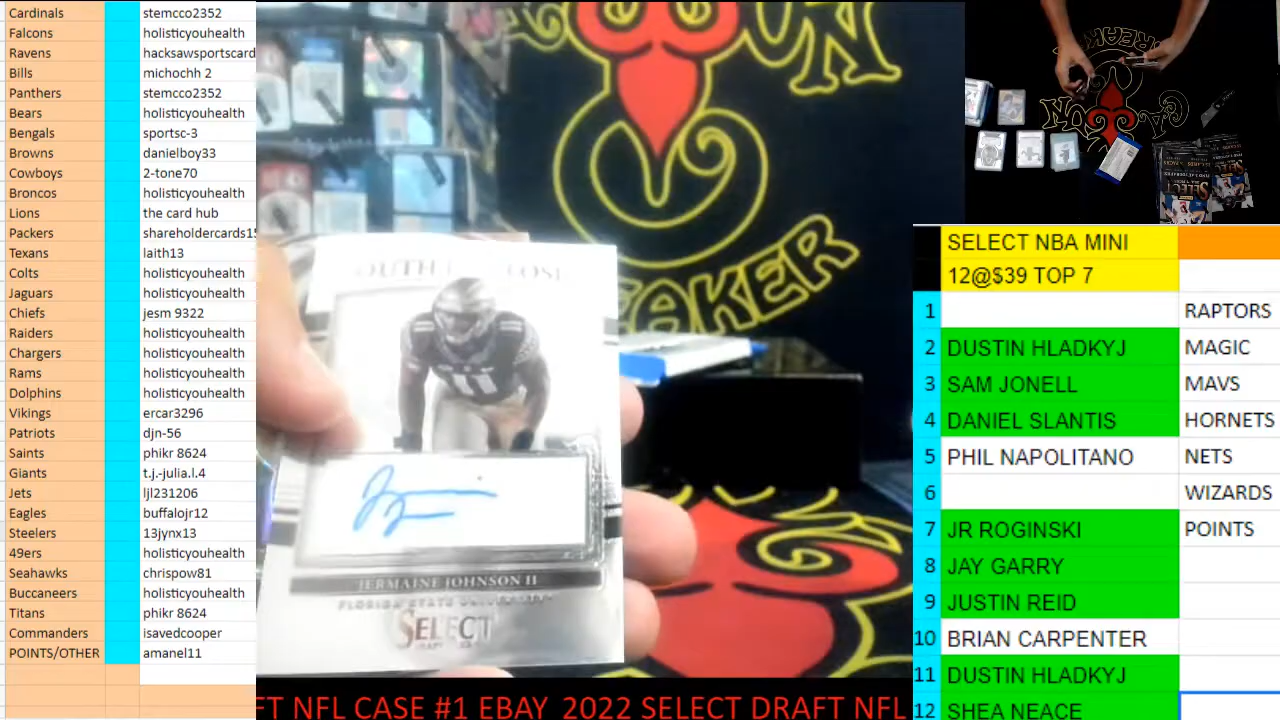 Cardinals stemcco2352
Falcons holisticyouhealth
Ravens hacksawsportscard
Bills michochh 2
Panthers stemcco2352
Bears holisticyouhealth
Bengals sportsc-3
Browns danielboy33
Cowboys 2-tone70
Broncos holisticyouhealth
Lions the card hub
Packers shareholdercards15
Texans laith13
Colts holisticyouhealth
Jaguars holisticyouhealth
Chiefs jesm 9322
Raiders holisticyouhealth
Chargers holisticyouhealth
Rams holisticyouhealth
Dolphins holisticyouhealth
Vikings ercar3296
Patriots djn-56
Saints phikr 8624
Giants t.j.-julia.l.4
Jets ljl231206
Eagles buffalojr12
Steelers 13jynx13
49ers holisticyouhealth
Seahawks chrispow81
Buccaneers holisticyouhealth
Titans phikr 8624
Commanders isavedcooper
POINTS/OTHER amanel11
JERMAINE JOHNSON II
FLORIDA STATE UNIVERSITY
SELECT
FT NFL CASE #1 EBAY 2022 SELECT DRAFT NFL
SELECT NBA MINI
12@$39 TOP 7
1 RAPTORS
2 DUSTIN HLADKYJ MAGIC
3 SAM JONELL MAVS
4 DANIEL SLANTIS HORNETS
5 PHIL NAPOLITANO NETS
6 WIZARDS
7 JR ROGINSKI POINTS
8 JAY GARRY
9 JUSTIN REID
10 BRIAN CARPENTER
11 DUSTIN HLADKYJ
12 SHEA NEACE